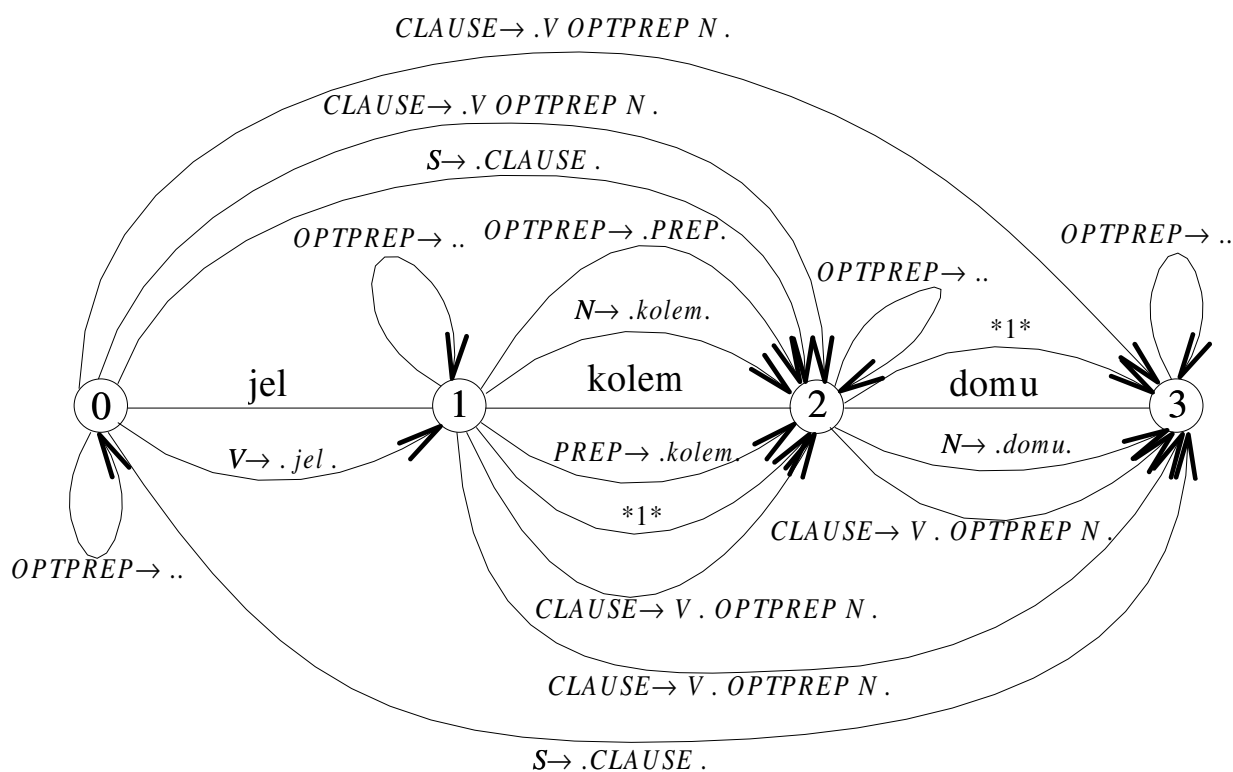 CLAUSE→ .V OPTPREP N .
CLAUSE→ .V OPTPREP N .
S→ .CLAUSE .
OPTPREP→ ..
OPTPREP→ .PREP.
OPTPREP→ ..
OPTPREP→ ..
N→ .kolem.
*1*
jel
kolem
domu
0
1
2
3
V→ .jel .
PREP→ .kolem.
N→ .domu.
*1*
CLAUSE→ V . OPTPREP N .
OPTPREP→ ..
CLAUSE→ V . OPTPREP N .
CLAUSE→ V . OPTPREP N .
S→ .CLAUSE .